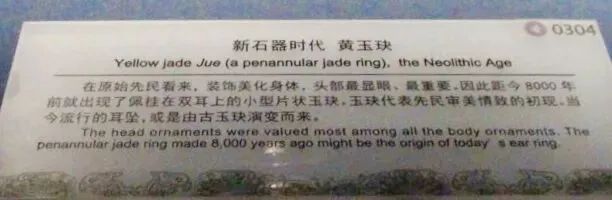 0304
新石器时代 黄玉玦
Yellow jade Jue (a penannular jade ring), the Neolithic Age
在原始先民看来，装饰美化身体，头部最显眼、最重要。因此距今8000年
前就出现了佩挂在双耳上的小型片状玉玦。玉玦代表先民审美情致的初现。当
今流行的耳坠，或是由古玉玦演变而来。
The head ornaments were valued most among all the body ornaments. The
penannular jade ring made 8,000 years ago might be the origin of today's ear ring.